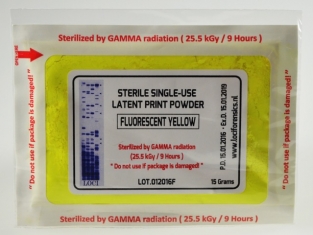 Sterilized by GAMMA radiation ( 25.5 kGy / 9 Hours )
" Do not use if package is damaged! "
STERILE SINGLE-USE
LATENT PRINT POWDER
FLUORESCENT YELLOW
Sterilized by GAMMA radiation
(25.5 kGy / 9 Hours )
" Do not use if package is damaged! "
LOCI
LOT.012016F
15 Grams
P.D. 15.01.2016 - Ex.D. 15.01.2019
www.lociforensics.nl
" Do not use if package is damaged! "
Sterilized by GAMMA radiation ( 25.5 kGy / 9 Hours )